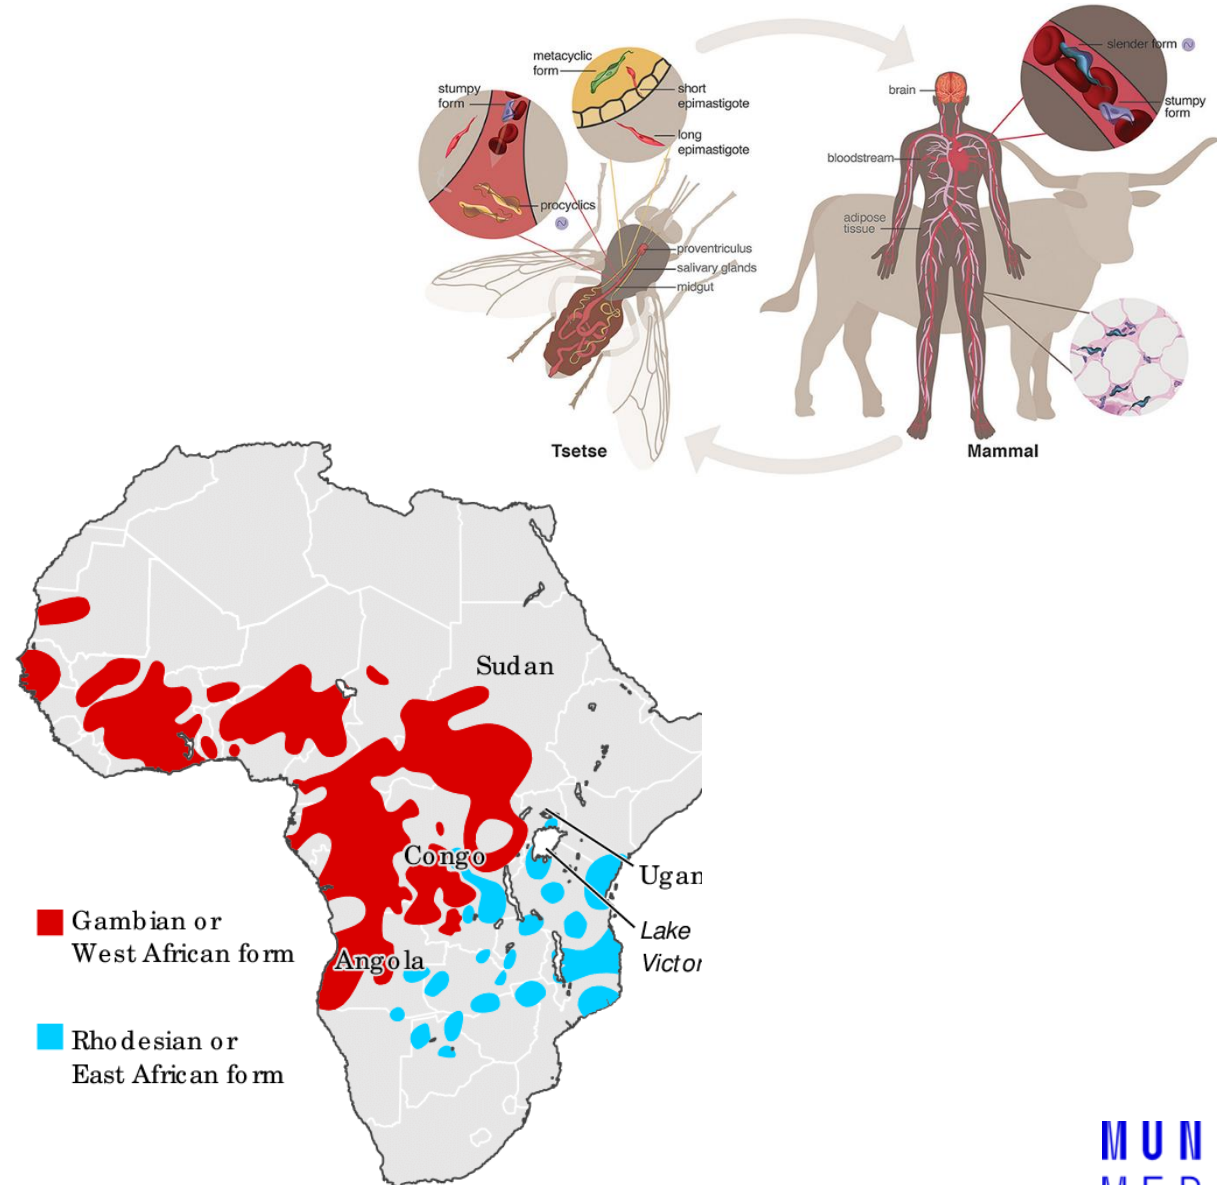 metacyclic
form
stumpy
form
short
epimastigote
long
epimastigote
procyclics
proventriculus
salivary glands
midgut
Tsetse
brain
bloodstream
adipose
tissue
slender form
stumpy
form
Mammal
Sudan
Congo
Ugan
Lake
Victor
Angola
Gambian or
West African form
Rhodesian or
East African form
MUN
MED